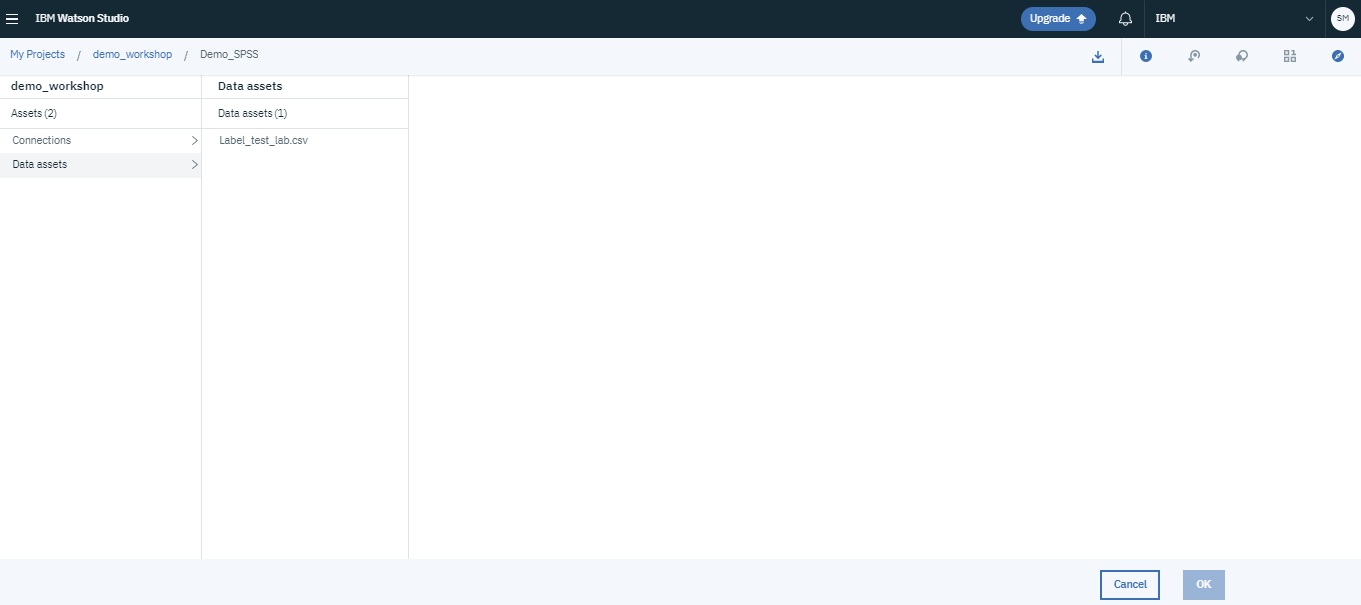 IBM Watson Studio
Upgrade
IBM
SM
My Projects / demo_workshop / Demo_SPSS
demo_workshop
Data assets
Assets (2)
Data assets (1)
Connections
Label_test_lab.csv
Data assets
Cancel
OK